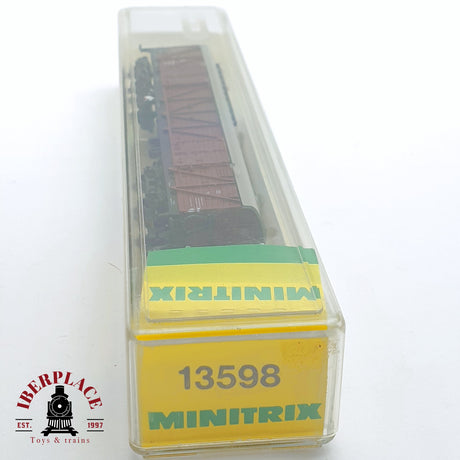 MINITRIX
13598
MINITRIX
IBERPLACE
EST. 1997
Toys & trains